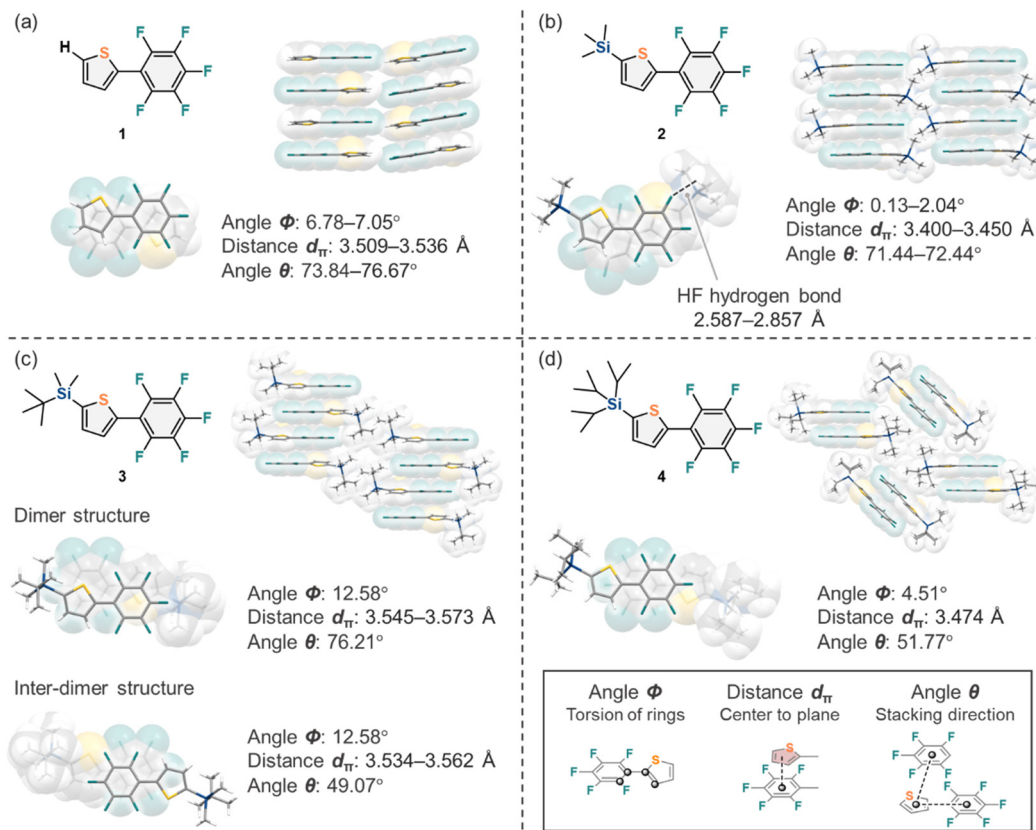 (a)
H
S
F
F
F
F
F
1
Angle Φ: 6.78–7.05°
Distance dπ: 3.509–3.536 Å
Angle θ: 73.84–76.67°
(b)
Si
S
F
F
F
F
F
2
Angle Φ: 0.13–2.04°
Distance dπ: 3.400–3.450 Å
Angle θ: 71.44–72.44°
HF hydrogen bond
2.587–2.857 Å
(c)
Si
S
F
F
F
F
F
3
Dimer structure
Angle Φ: 12.58°
Distance dπ: 3.545–3.573 Å
Angle θ: 76.21°
Inter-dimer structure
Angle Φ: 12.58°
Distance dπ: 3.534–3.562 Å
Angle θ: 49.07°
(d)
Si
S
F
F
F
F
F
4
Angle Φ: 4.51°
Distance dπ: 3.474 Å
Angle θ: 51.77°
Angle Φ
Torsion of rings
F
F
F
F
F
S
Distance dπ
Center to plane
S
F
F
F
F
F
Angle θ
Stacking direction
F
F
F
F
F
S
F
F
F
F
F